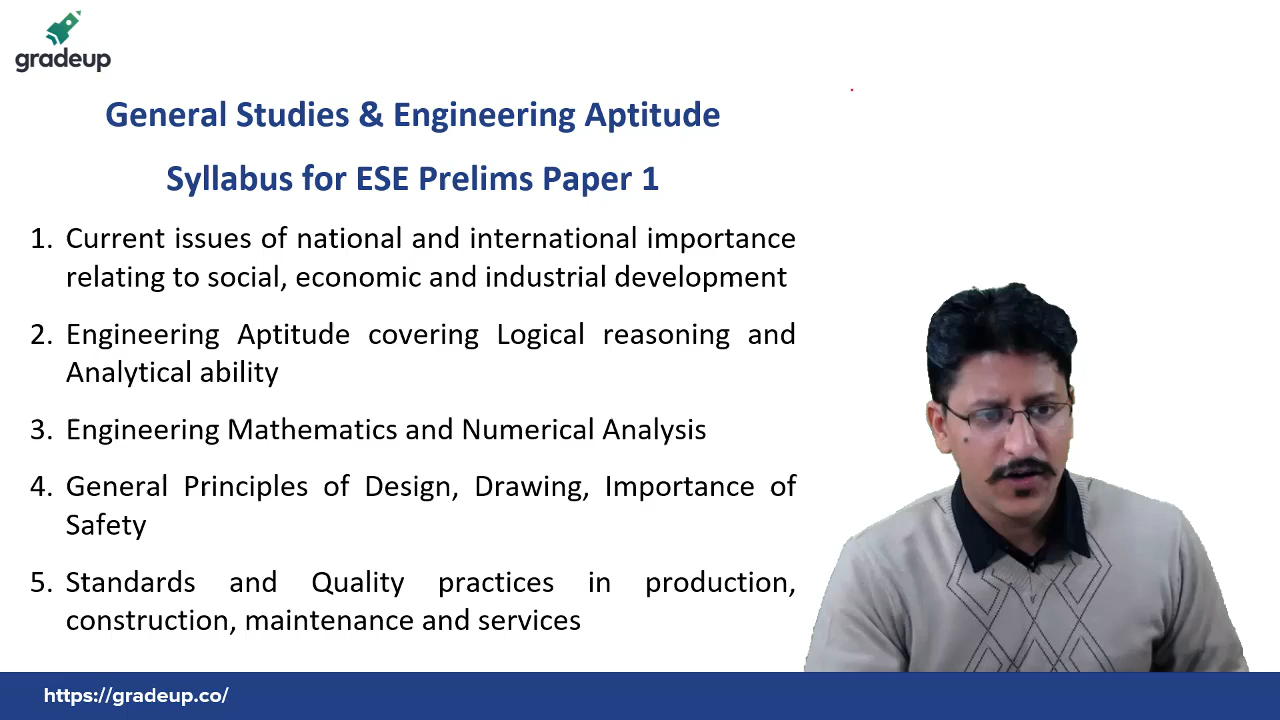 gradeup
General Studies & Engineering Aptitude
Syllabus for ESE Prelims Paper 1
1. Current issues of national and international importance
relating to social, economic and industrial development
2. Engineering Aptitude covering Logical reasoning and
Analytical ability
3. Engineering Mathematics and Numerical Analysis
4. General Principles of Design, Drawing, Importance of
Safety
5. Standards and Quality practices in production,
construction, maintenance and services
https://gradeup.co/